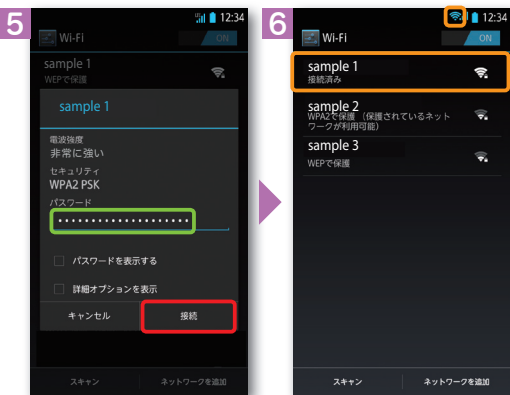 5
12:34
Wi-Fi
ON
sample 1
WEPで保護
sample 1
電波強度
非常に強い
セキュリティ
WPA2 PSK
パスワード
パスワードを表示する
詳細オプションを表示
キャンセル
接続
スキャン
ネットワークを追加
6
12:34
Wi-Fi
ON
sample 1
接続済み
sample 2
WPA2で保護 （保護されているネット
ワークが利用可能）
sample 3
WEPで保護
スキャン
ネットワークを追加